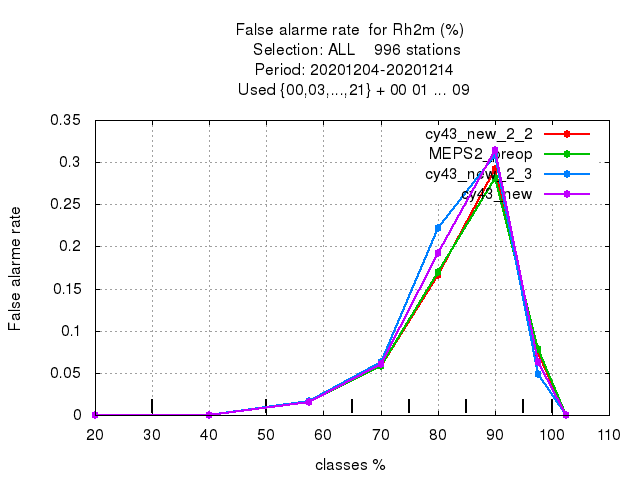 False alarme rate for Rh2m (%)
Selection: ALL 996 stations
Period: 20201204-20201214
Used {00,03,...,21} + 00 01 ... 09
0.35
0.3
0.25
0.2
0.15
0.1
0.05
0
False alarme rate
cy43_new_2_2
MEPS2_preop
cy43_new_2_3
cy43_new
20 30 40 50 60 70 80 90 100 110
classes %